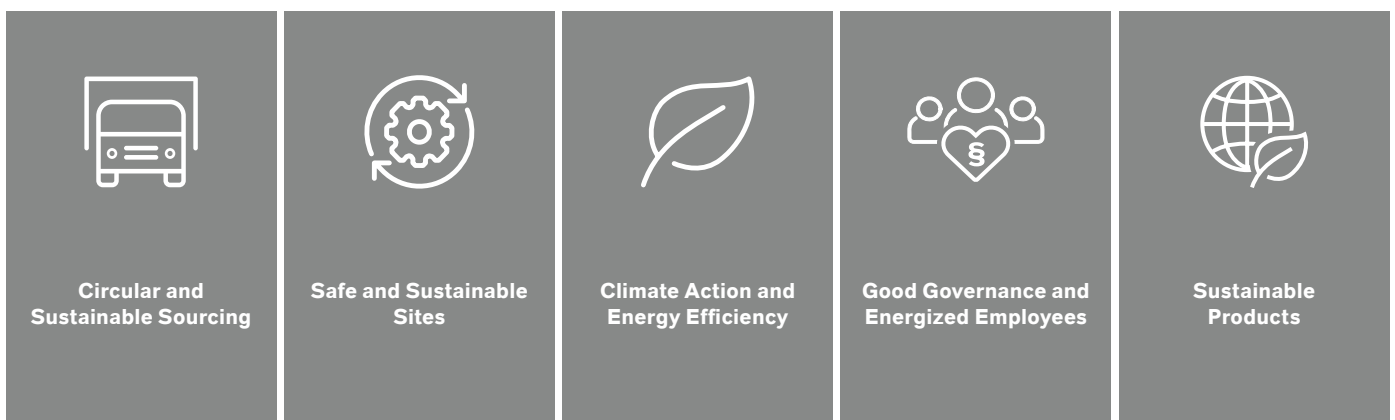 Circular and
Sustainable Sourcing
Safe and Sustainable
Sites
Climate Action and
Energy Efficiency
§
Good Governance and
Energized Employees
Sustainable
Products